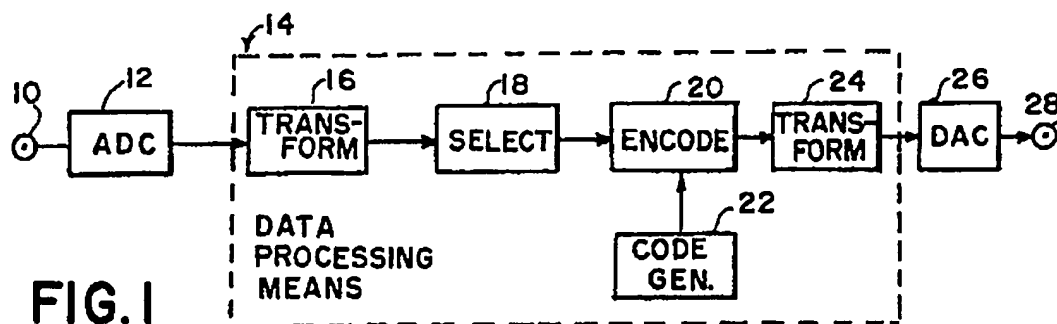 14
10
12
16
18
20
24
26
28
ADC
TRANS-
FORM
SELECT
ENCODE
TRANS-
FORM
DAC
22
CODE
GEN.
DATA
PROCESSING
MEANS
FIG.1